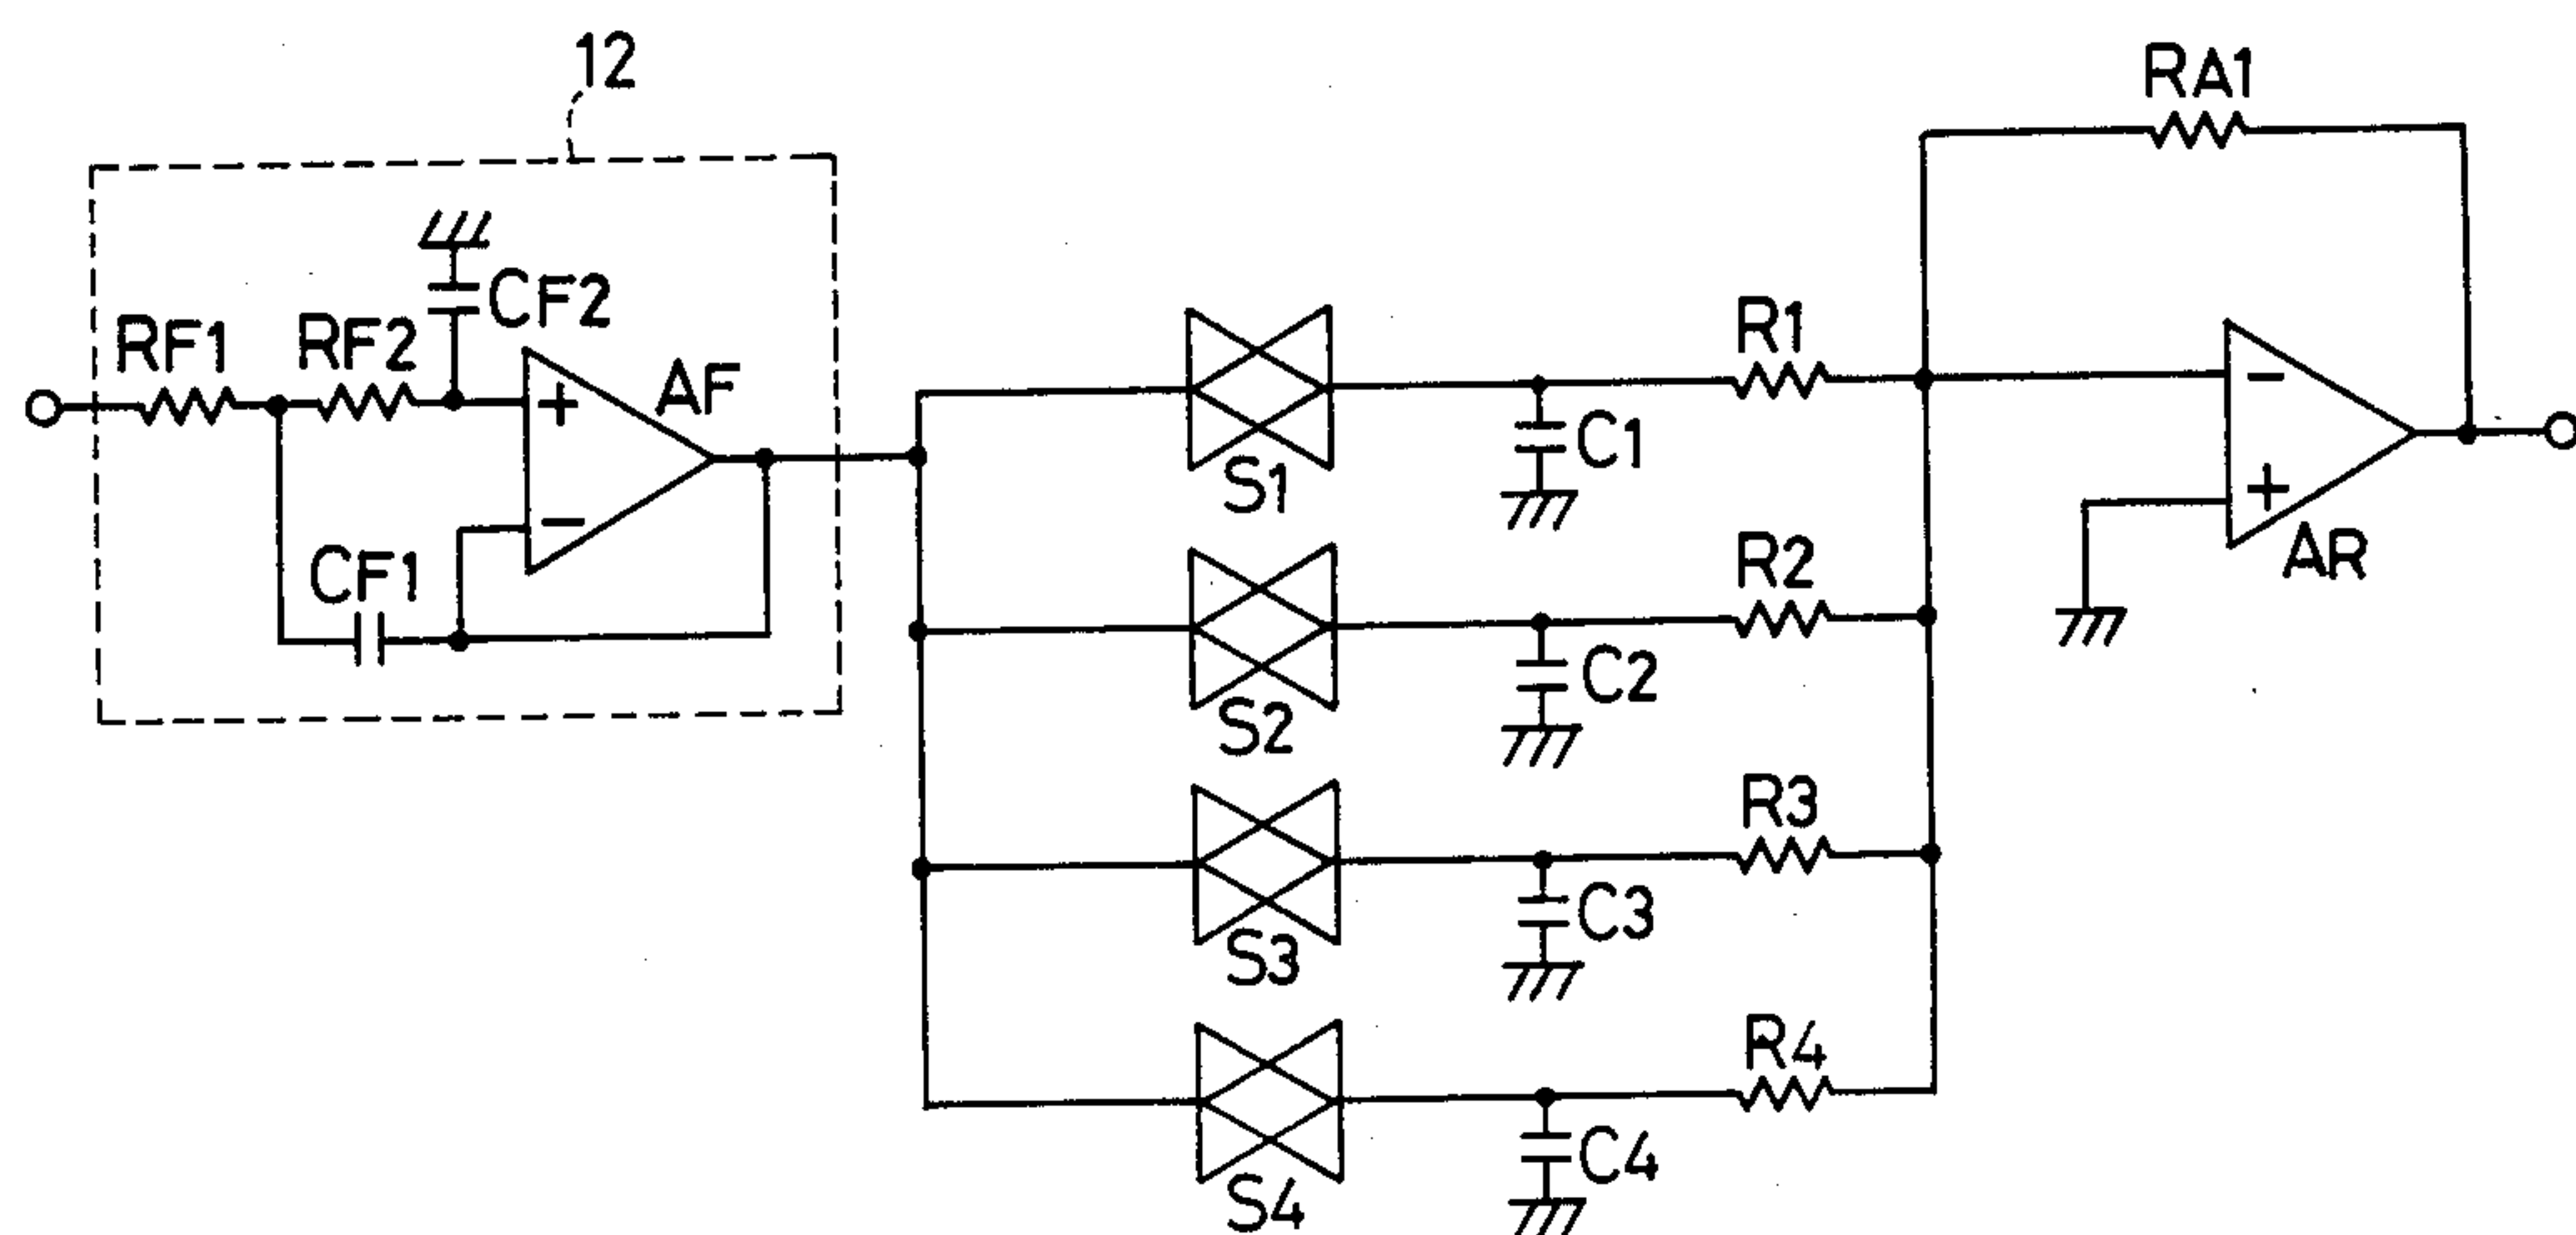 12
RA1
RF1
RF2
CF2
+
AF
−
CF1
S1
C1
R1
−
+
AR
S2
C2
R2
S3
C3
R3
S4
C4
R4